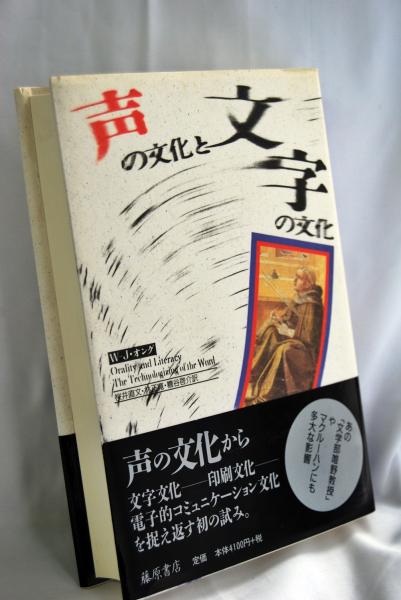 声の文化と文字の文化
W-J・オング
Orality and Literacy
The Technologizing of the Word
桜井直文・林正寛・糟谷啓介訳
あの
「文学部唯野教授」
や
マクルーハンにも
多大な影響
声の文化から
文字文化──印刷文化──
電子的コミュニケーション文化
を捉え返す初の試み。
藤原書店 定価 本体4100円+税